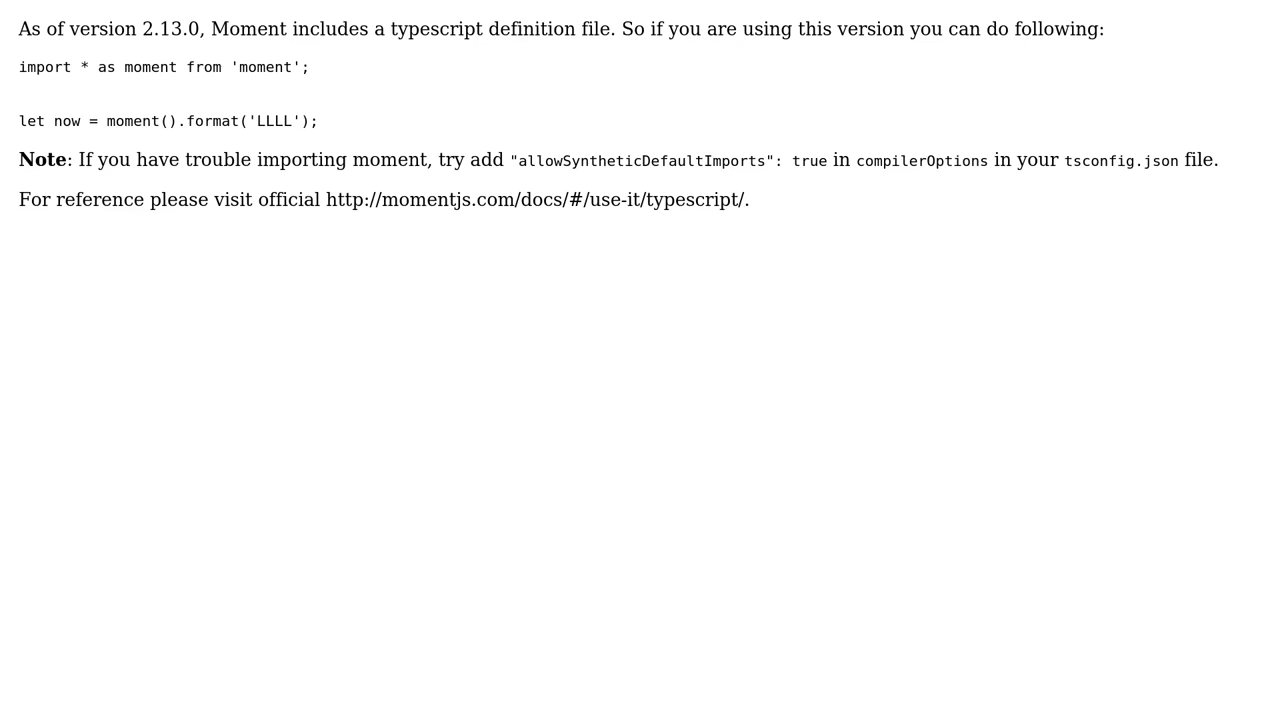 As of version 2.13.0, Moment includes a typescript definition file. So if you are using this version you can do following:
import * as moment from 'moment';
let now = moment().format('LLLL');
Note: If you have trouble importing moment, try add "allowSyntheticDefaultImports": true in compilerOptions in your tsconfig.json file.
For reference please visit official http://momentjs.com/docs/#/use-it/typescript/.